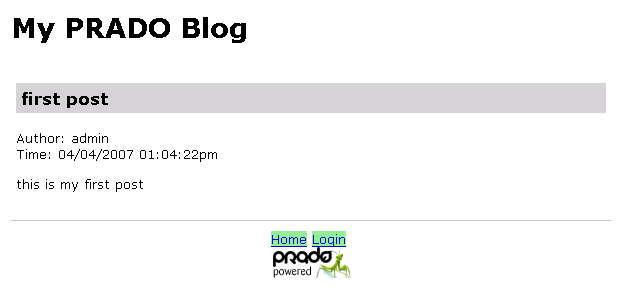 My PRADO Blog
first post
Author: admin
Time: 04/04/2007 01:04:22pm
this is my first post
Home Login
prado
powered